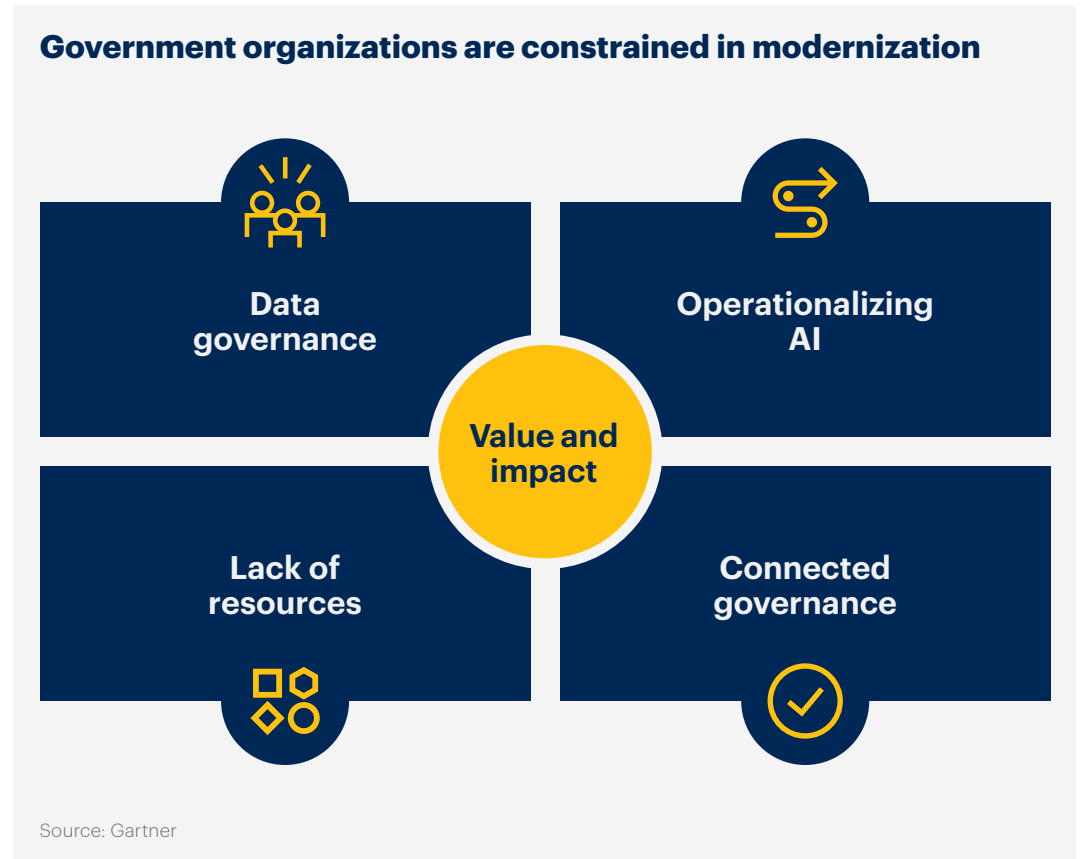 Government organizations are constrained in modernization
Data
governance
Operationalizing
AI
Value and
impact
Lack of
resources
Connected
governance
Source: Gartner